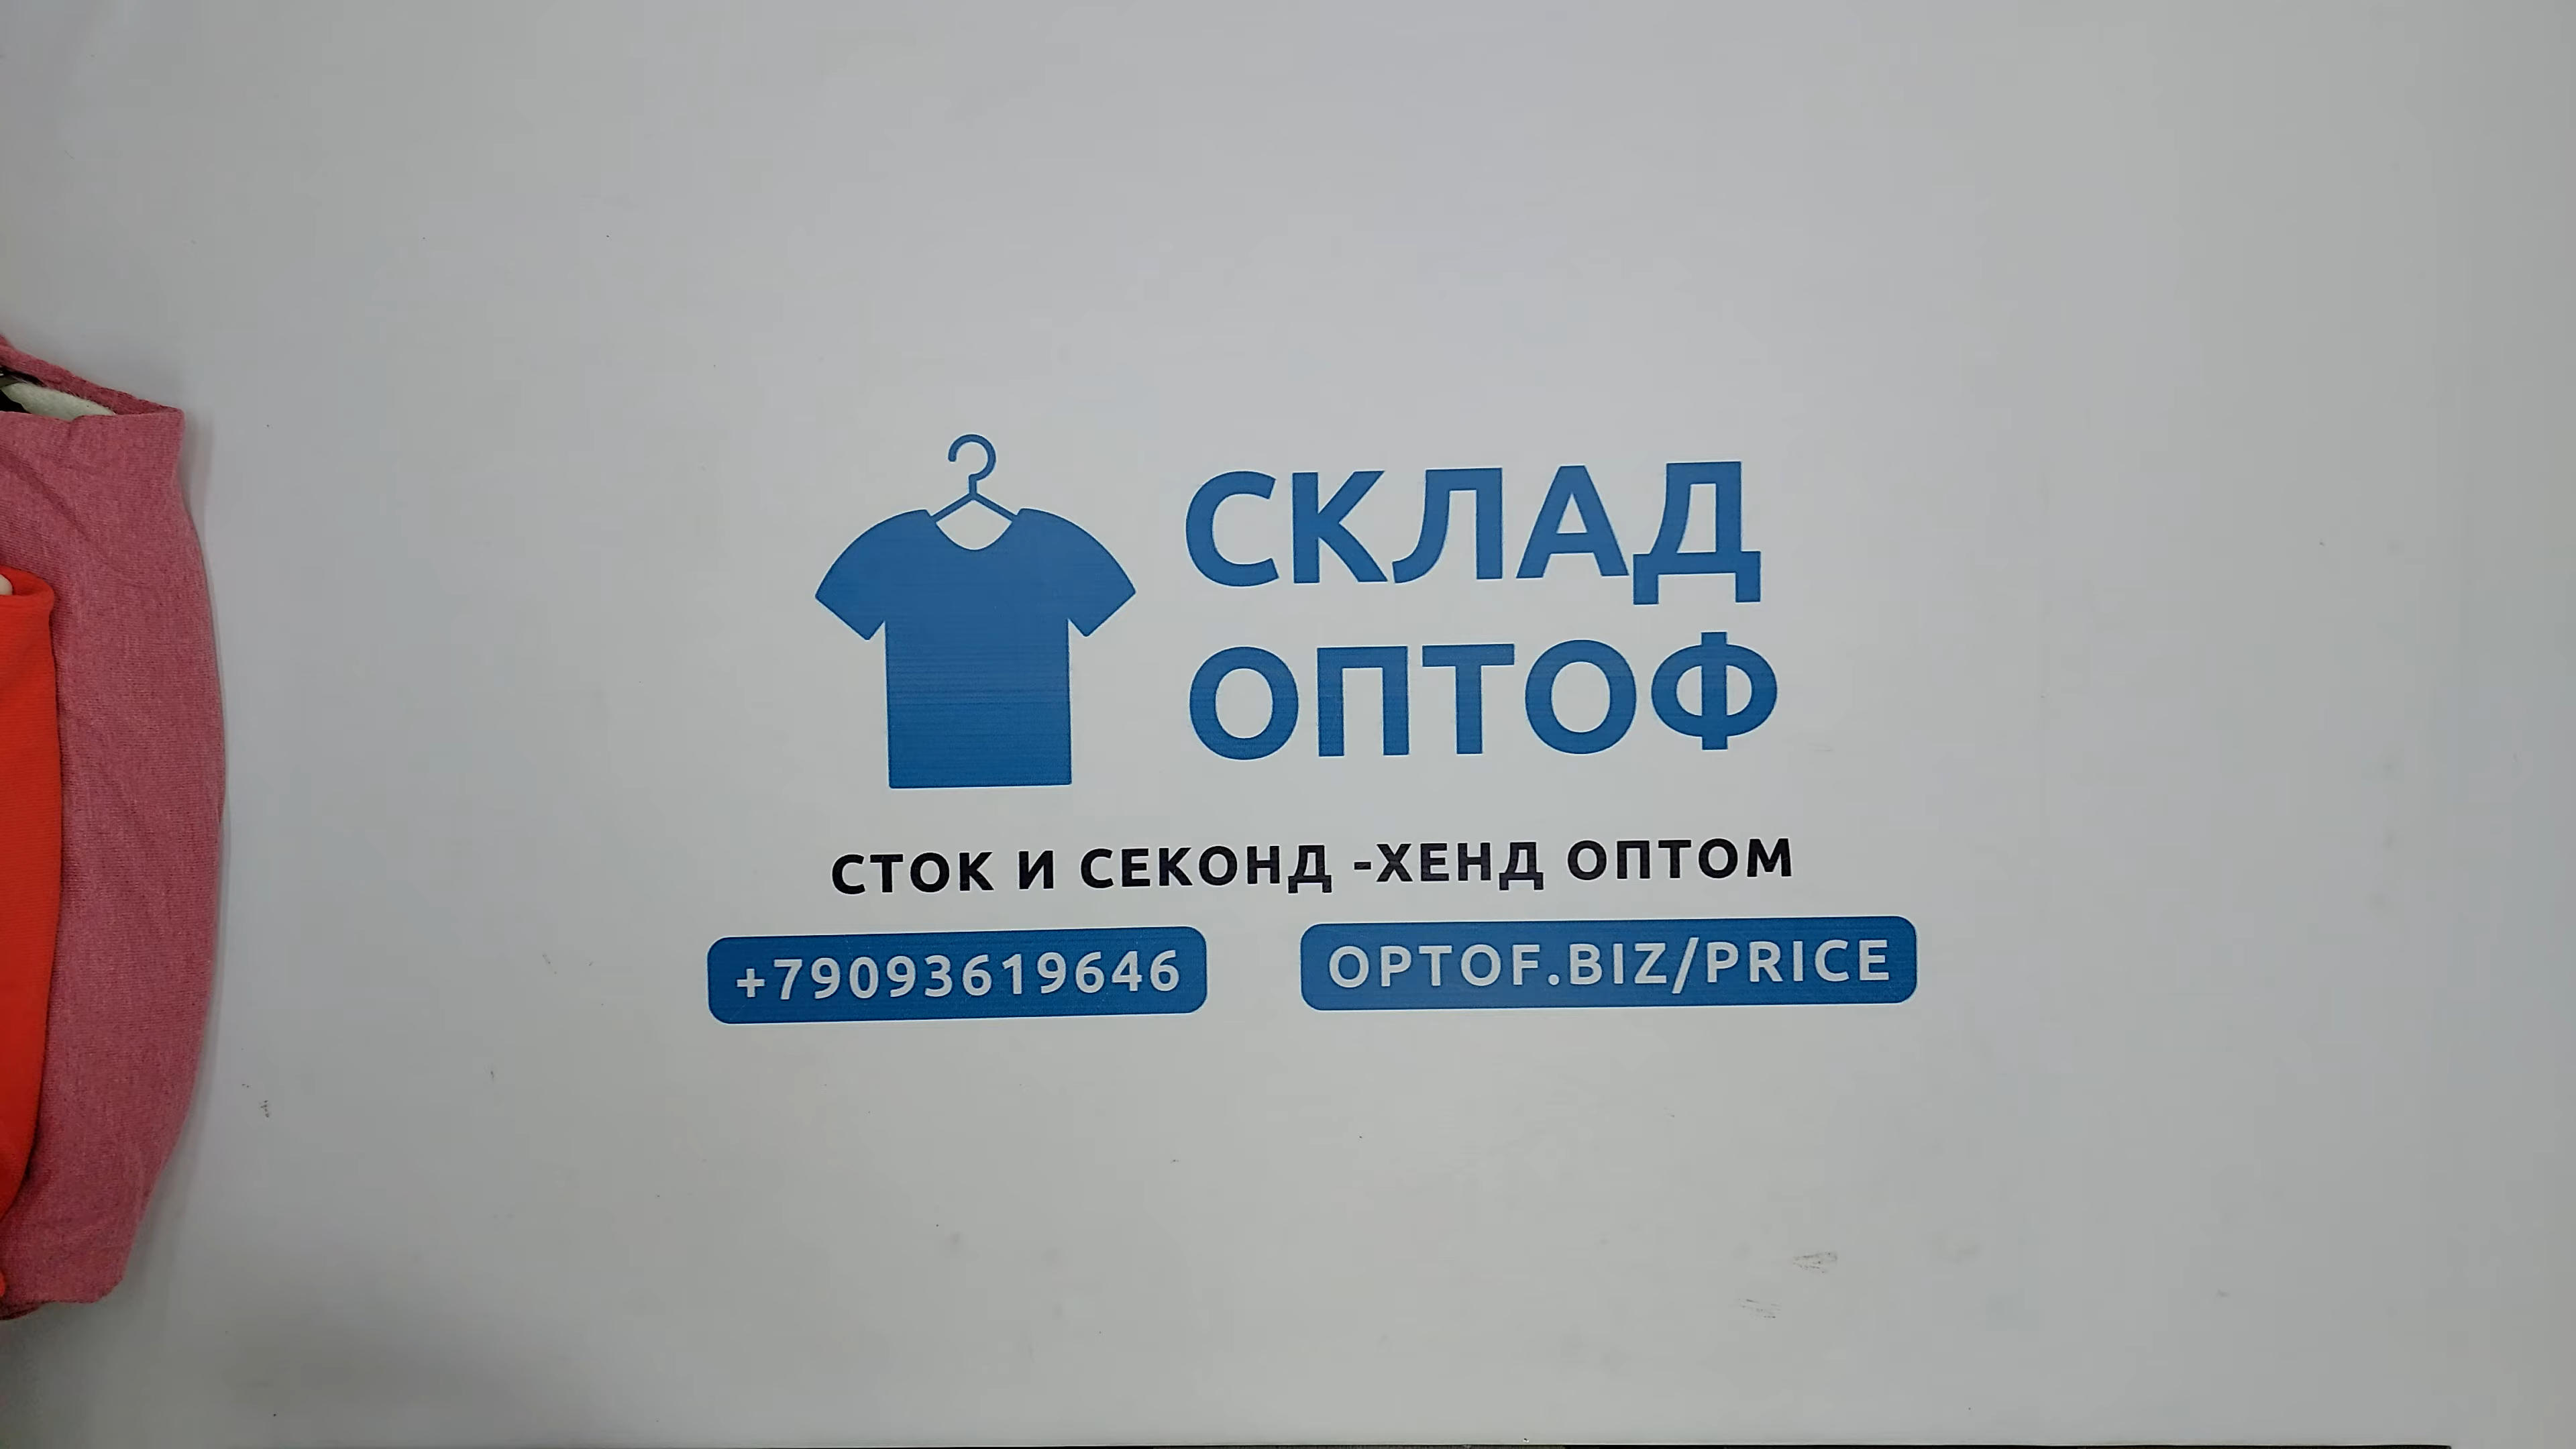 СКЛАД
ОПТОФ
СТОК И СЕКОНД -ХЕНД ОПТОМ
+79093619646
OPTOF.BIZ/PRICE